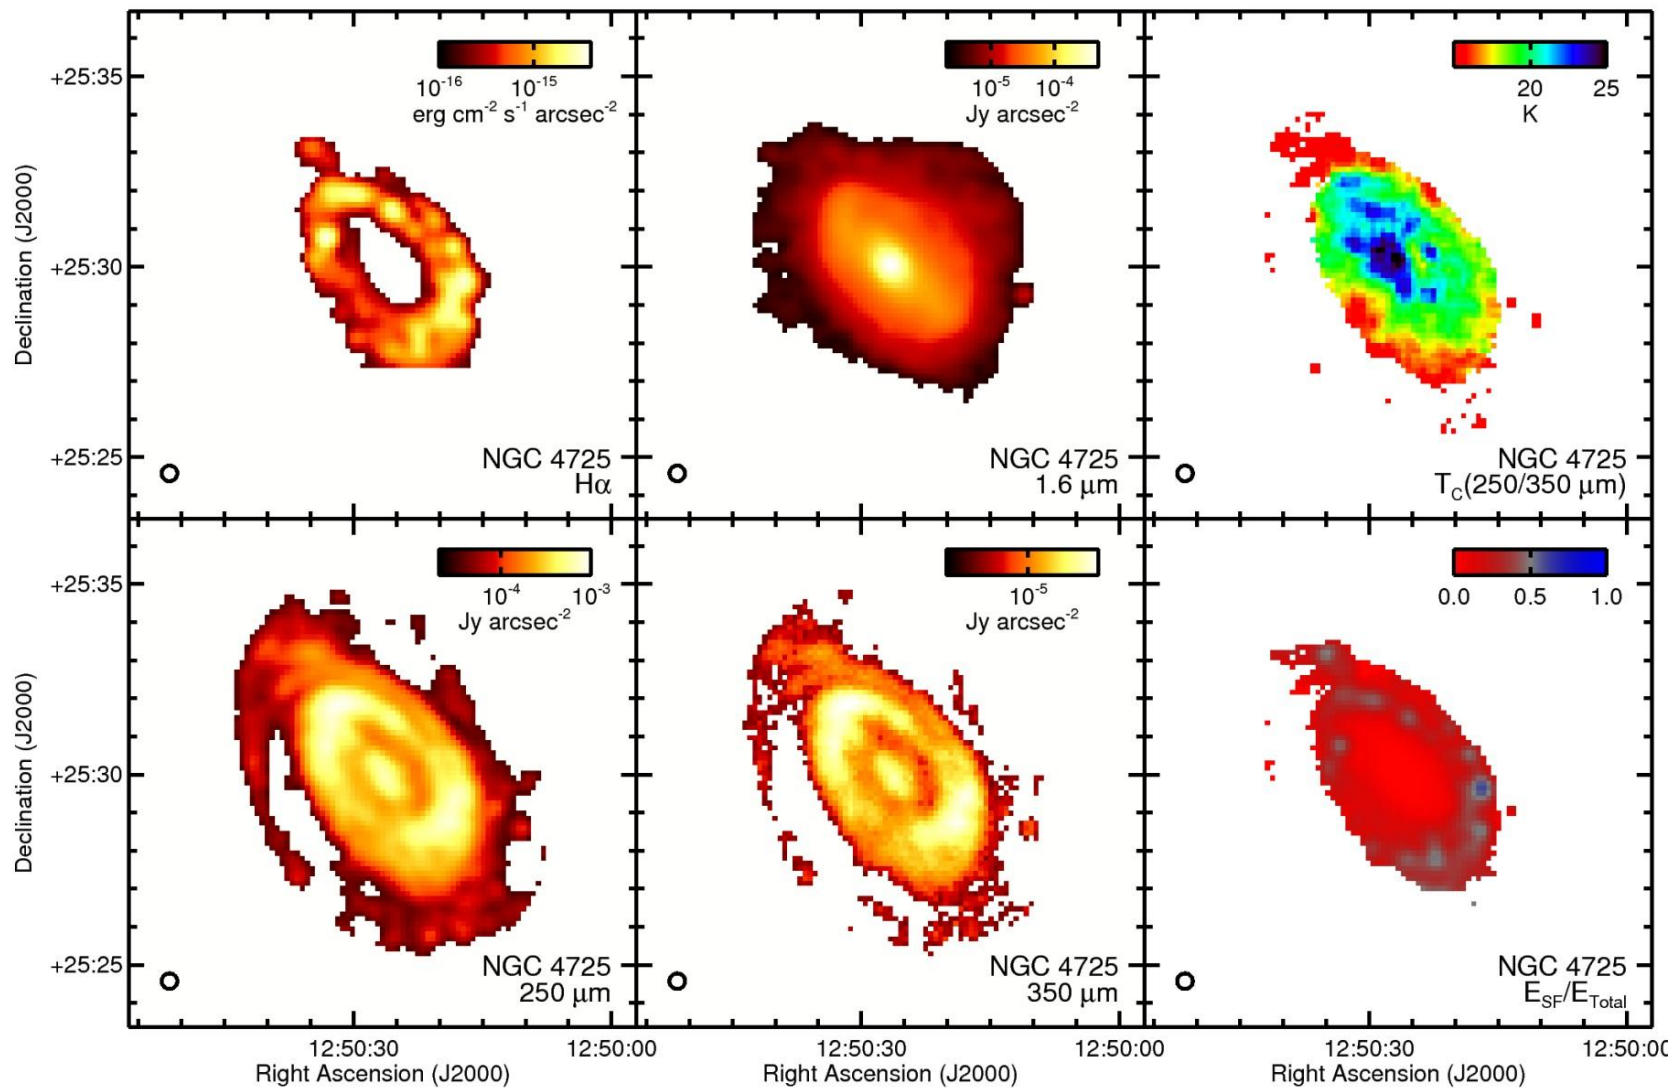 +25:35
+25:30
+25:25
Declination (J2000)
10⁻¹⁶ 10⁻¹⁵
erg cm⁻² s⁻¹ arcsec⁻²
NGC 4725
Hα
10⁻⁵ 10⁻⁴
Jy arcsec⁻²
NGC 4725
1.6 μm
20 25
K
NGC 4725
T_C(250/350 μm)
+25:35
+25:30
+25:25
Declination (J2000)
10⁻⁴ 10⁻³
Jy arcsec⁻²
NGC 4725
250 μm
10⁻⁵
Jy arcsec⁻²
NGC 4725
350 μm
0.0 0.5 1.0
NGC 4725
E_SF/E_Total
12:50:30 12:50:00
Right Ascension (J2000)
12:50:30 12:50:00
Right Ascension (J2000)
12:50:30 12:50:00
Right Ascension (J2000)